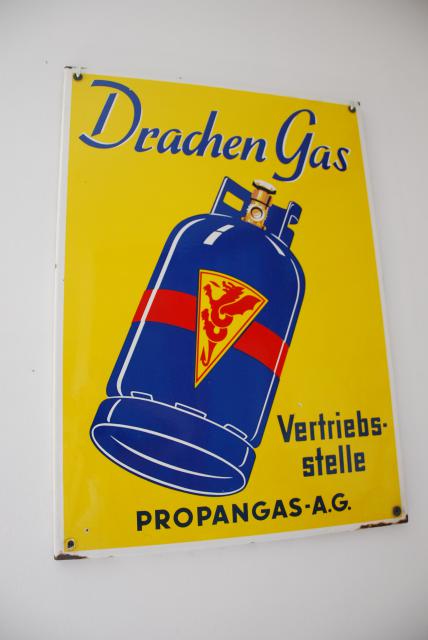 Drachen Gas
Vertriebs-
stelle
PROPANGAS-A.G.